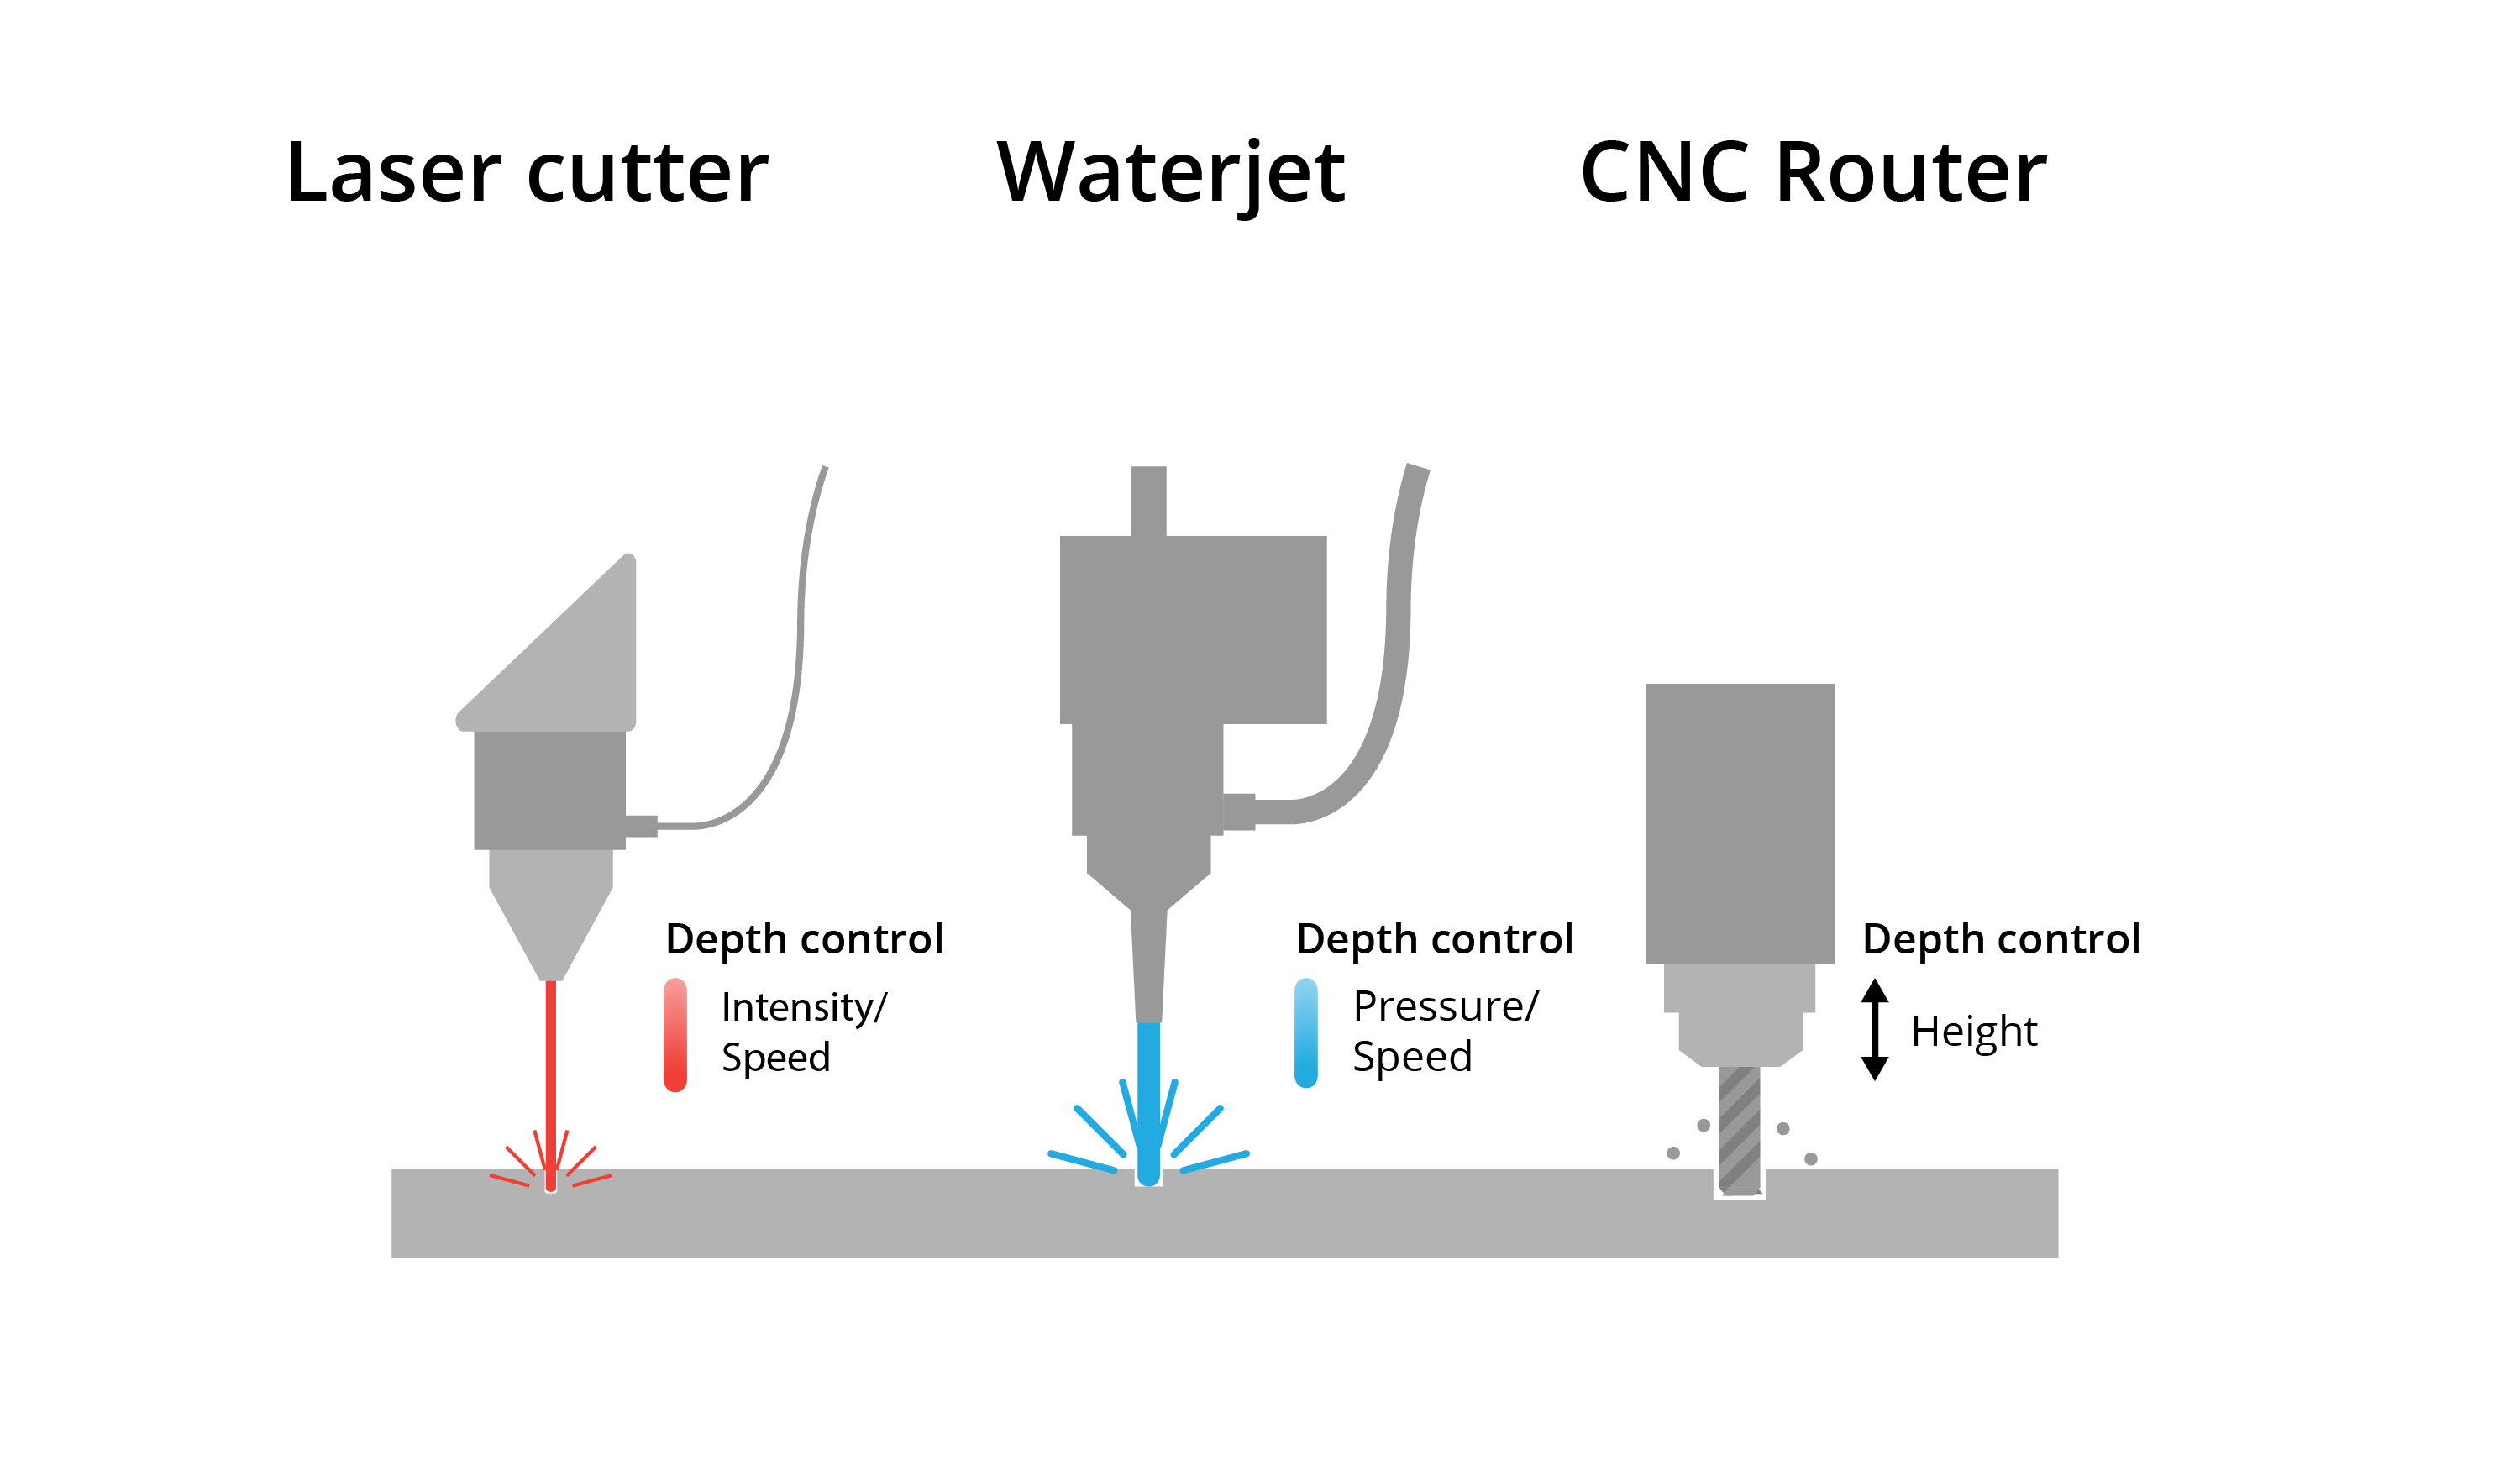 Laser cutter
Waterjet
CNC Router
Depth control
Intensity/
Speed
Depth control
Pressure/
Speed
Depth control
Height